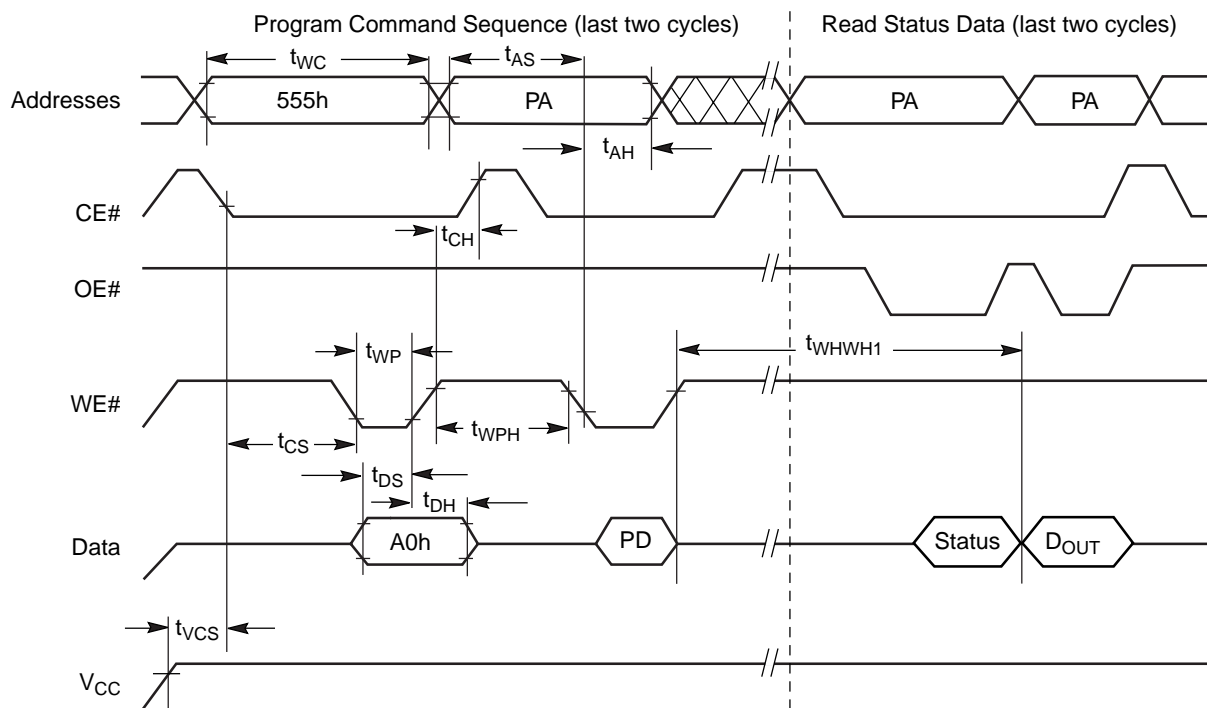 Program Command Sequence (last two cycles)
Read Status Data (last two cycles)
tWC
tAS
Addresses
555h
PA
PA
PA
tAH
CE#
tCH
OE#
tWP
tWHWH1
WE#
tCS
tWPH
tDS
tDH
Data
A0h
PD
Status
DOUT
tVCS
VCC